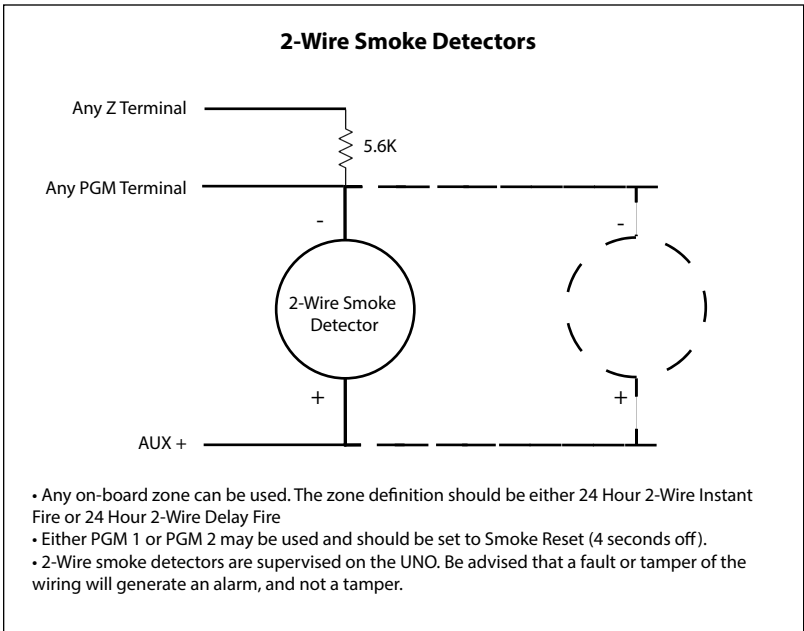 2-Wire Smoke Detectors
Any Z Terminal
5.6K
Any PGM Terminal
-
-
2-Wire Smoke
Detector
+
+
AUX +
• Any on-board zone can be used. The zone definition should be either 24 Hour 2-Wire Instant
Fire or 24 Hour 2-Wire Delay Fire
• Either PGM 1 or PGM 2 may be used and should be set to Smoke Reset (4 seconds off).
• 2-Wire smoke detectors are supervised on the UNO. Be advised that a fault or tamper of the
wiring will generate an alarm, and not a tamper.